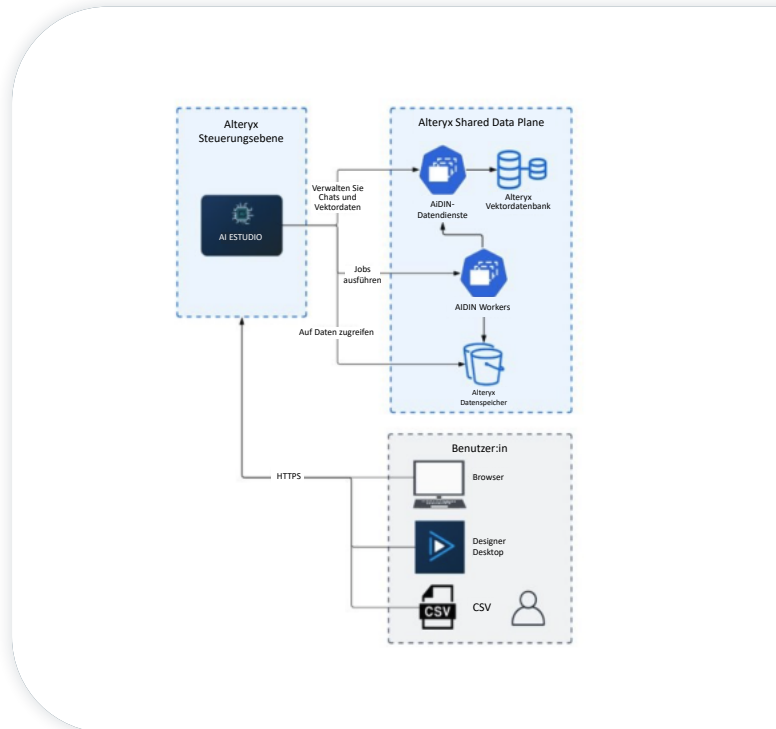 Alteryx
Steuerungsebene
AI ESTUDIO
Verwalten Sie
Chats und
Vektordaten
Jobs
ausführen
Auf Daten zugreifen
Alteryx Shared Data Plane
AiDIN-
Datendienste
Alteryx
Vektordatenbank
AIDIN Workers
Alteryx
Datenspeicher
Benutzer:in
HTTPS
Browser
Designer
Desktop
CSV
CSV